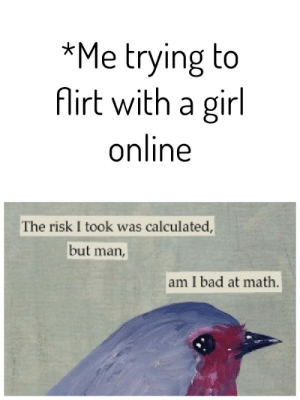 *Me trying to
flirt with a girl
online
The risk I took was calculated,
but man,
am I bad at math.